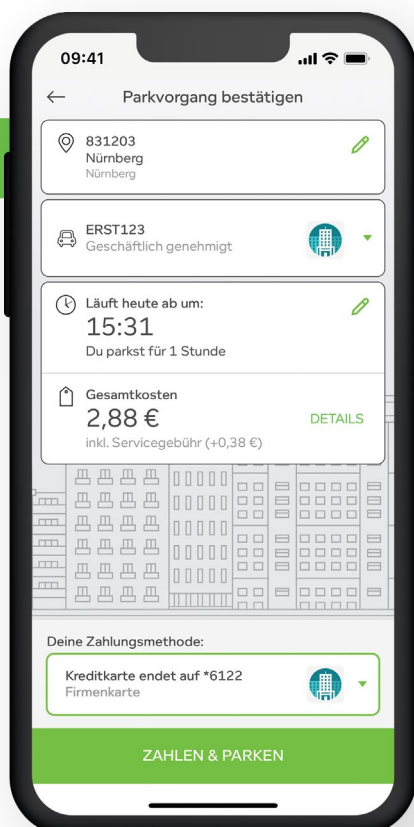 09:41
Parkvorgang bestätigen
831203
Nürnberg
Nürnberg
ERST123
Geschäftlich genehmigt
Läuft heute ab um:
15:31
Du parkst für 1 Stunde
Gesamtkosten
2,88 €
DETAILS
inkl. Servicegebühr (+0,38 €)
Deine Zahlungsmethode:
Kreditkarte endet auf *6122
Firmenkarte
ZAHLEN & PARKEN